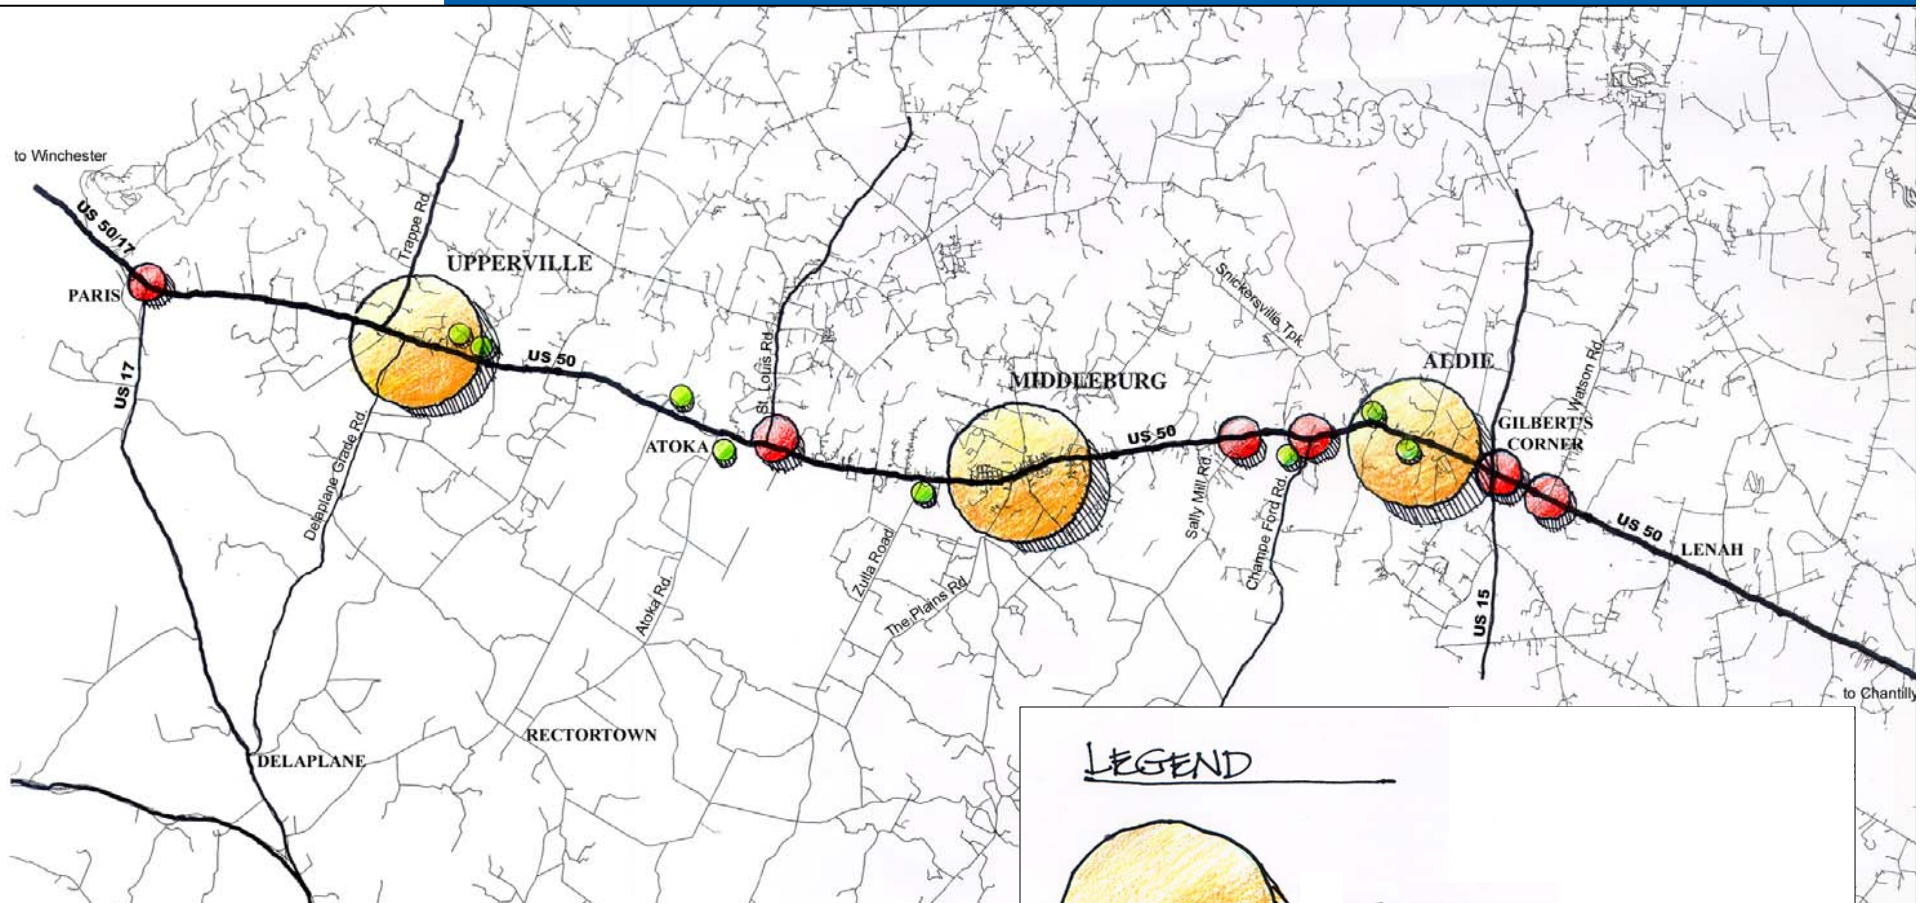 to Winchester
US 50/17
PARIS
US 17
Trappe Rd.
UPPERVILLE
US 50
Delaplane Grade Rd.
ATOKA
St. Louis Rd
Atoka Rd.
Zulla Road
The Plains Rd
MIDDLEBURG
US 50
Snickersville Tpk.
Sally Mill Rd.
Champe Ford Rd.
ALDIE
GILBERT'S
CORNER
Watson Rd.
US 15
US 50
LENAH
to Chantilly
RECTORTOWN
DELAPLANE
LEGEND